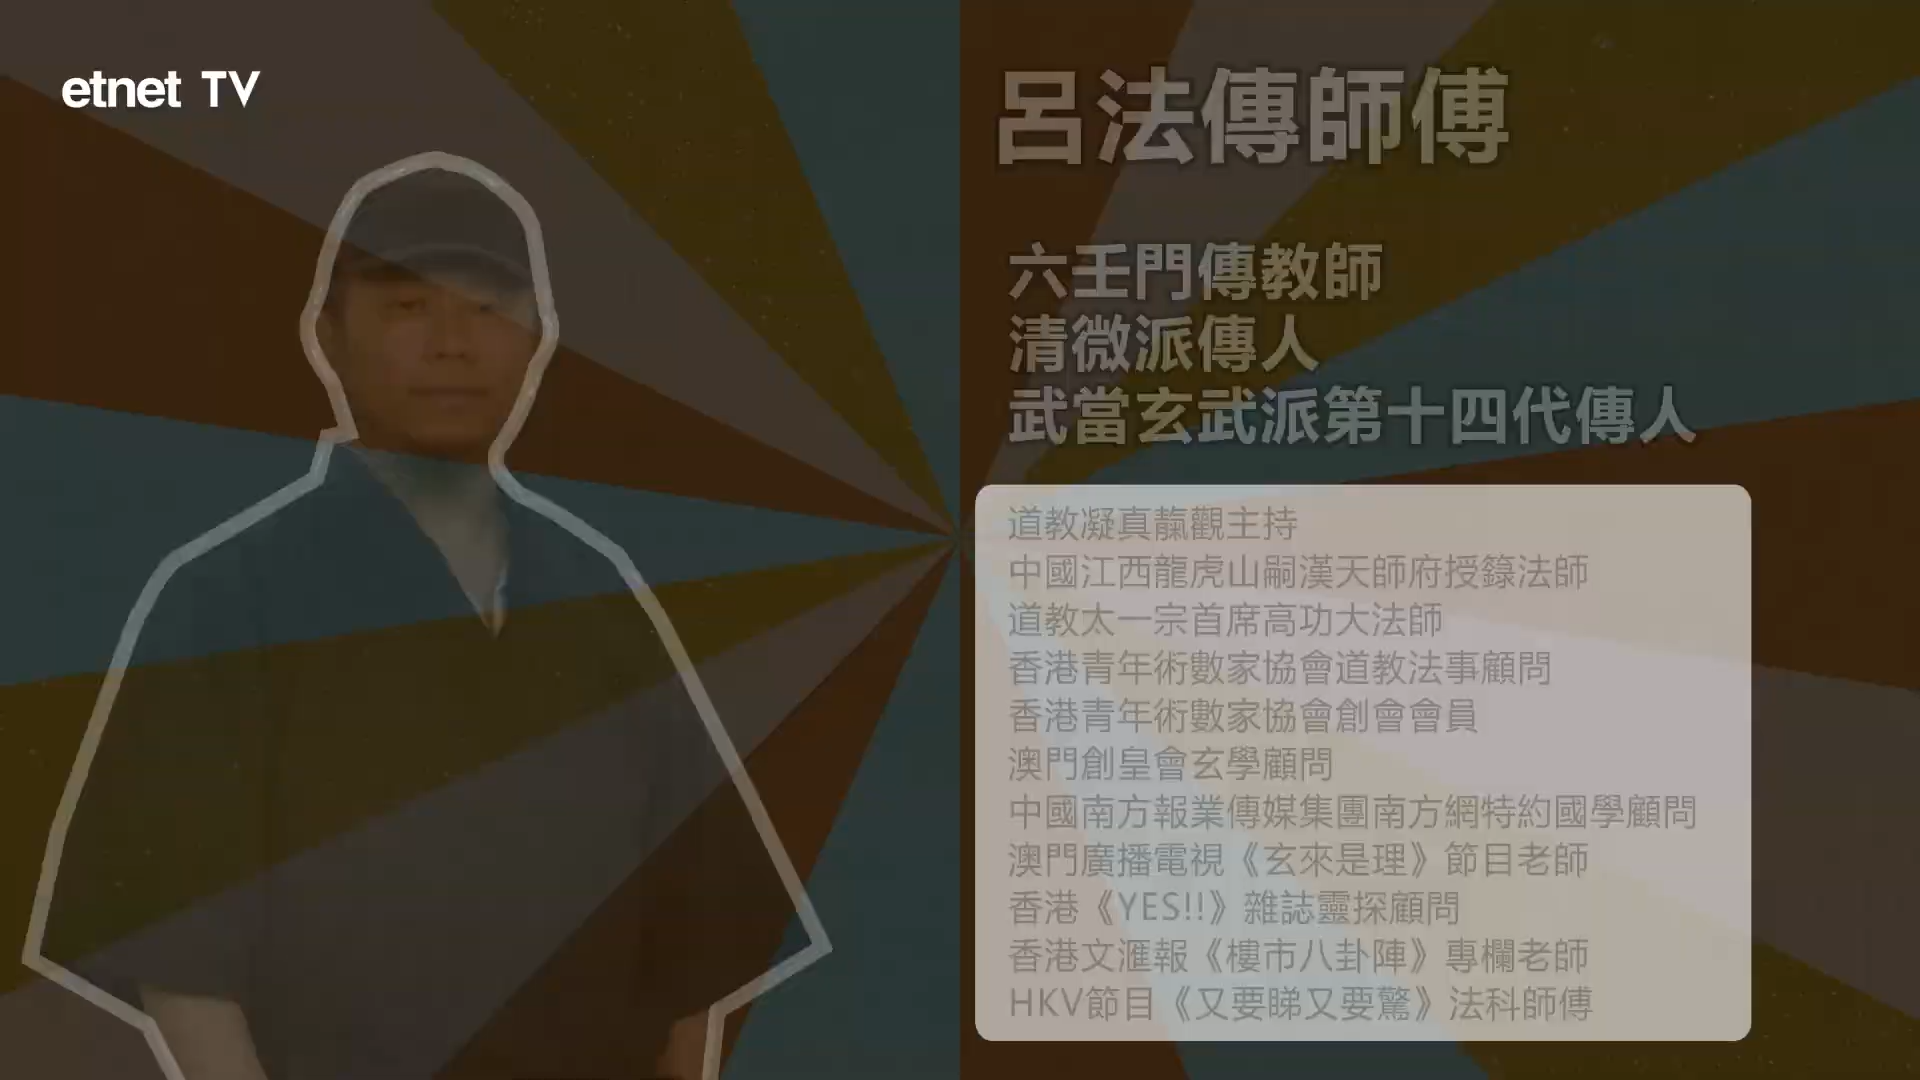 etnet TV
呂法傳師傅
六壬門傳教師
清微派傳人
武當玄武派第十四代傳人
道教凝真靝觀主持
中國江西龍虎山嗣漢天師府授籙法師
道教太一宗首席高功大法師
香港青年術數家協會道教法事顧問
香港青年術數家協會創會會員
澳門創皇會玄學顧問
中國南方報業傳媒集團南方網特約國學顧問
澳門廣播電視《玄來是理》節目老師
香港《YES!!》雜誌靈探顧問
香港文滙報《樓市八卦陣》專欄老師
HKV節目《又要睇又要驚》法科師傅